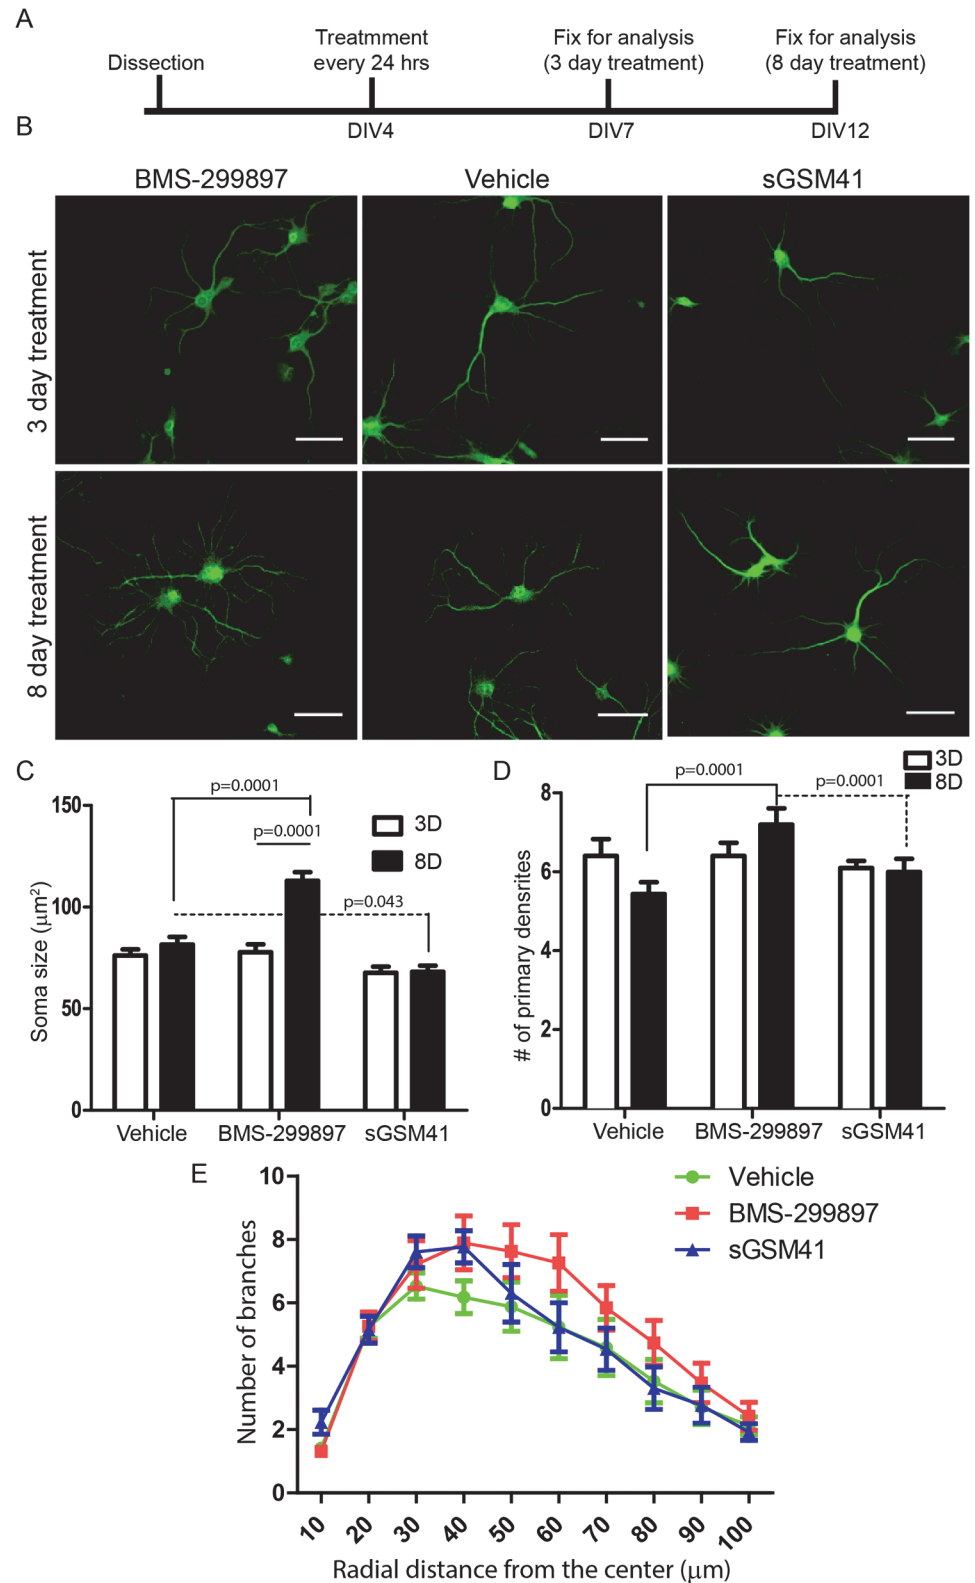 A
Dissection
Treatmment
every 24 hrs
Fix for analysis
(3 day treatment)
Fix for analysis
(8 day treatment)
DIV4
DIV7
DIV12
B
BMS-299897
Vehicle
sGSM41
3 day treatment
8 day treatment
C
p=0.0001
p=0.0001
p=0.043
3D
8D
Soma size (µm²)
150
100
50
0
Vehicle
BMS-299897
sGSM41
D
3D
8D
p=0.0001
p=0.0001
# of primary densrites
8
6
4
2
0
Vehicle
BMS-299897
sGSM41
E
Vehicle
BMS-299897
sGSM41
Number of branches
10
8
6
4
2
0
10
20
30
40
50
60
70
80
90
100
Radial distance from the center (µm)